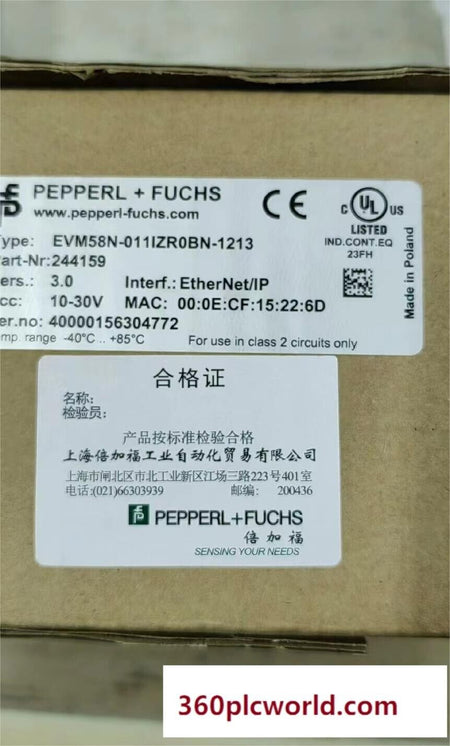 PEPPERL + FUCHS
www.pepperl-fuchs.com
CE
C UL US
LISTED
IND.CONT.EQ
23FH
ype: EVM58N-011IZR0BN-1213
art-Nr:244159
ers.: 3.0 Interf.: EtherNet/IP
cc: 10-30V MAC: 00:0E:CF:15:22:6D
er.no: 40000156304772
mp. range -40°C .. +85°C For use in class 2 circuits only
Made in Poland
合格证
名称:
检验员:
产品按标准检验合格
上海倍加福工业自动化贸易有限公司
上海市闸北区市北工业新区江场三路223号401室
电话:(021)66303939 邮编: 200436
PEPPERL+FUCHS
倍加福
SENSING YOUR NEEDS
360plcworld.com